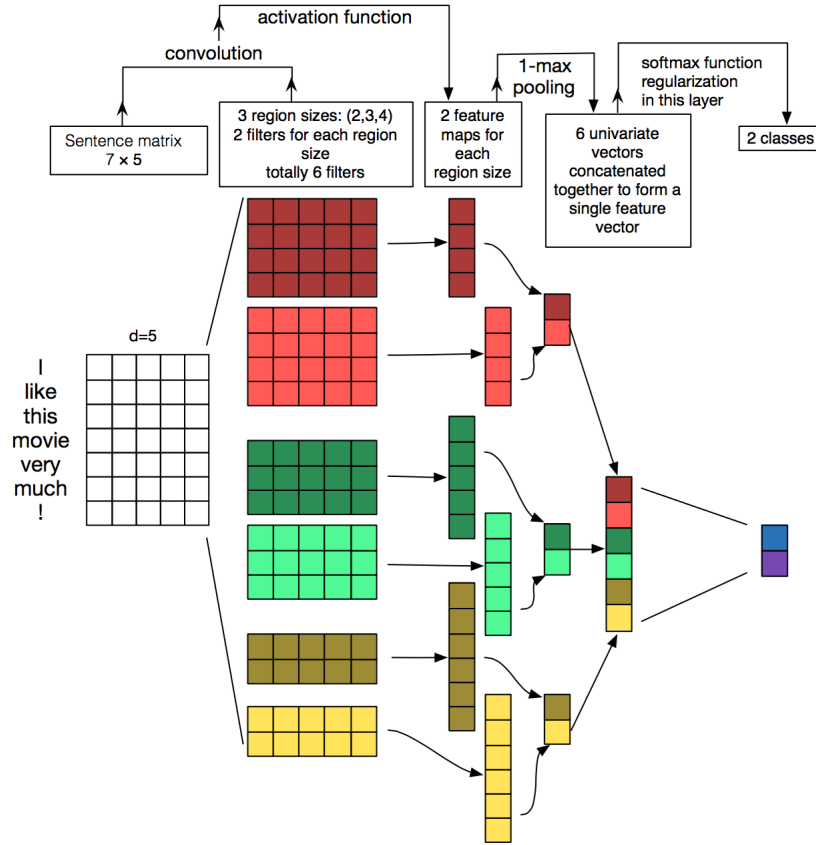 activation function
convolution
1-max
pooling
softmax function
regularization
in this layer
Sentence matrix
7 × 5
3 region sizes: (2,3,4)
2 filters for each region
size
totally 6 filters
2 feature
maps for
each
region size
6 univariate
vectors
concatenated
together to form a
single feature
vector
2 classes
d=5
I
like
this
movie
very
much
!